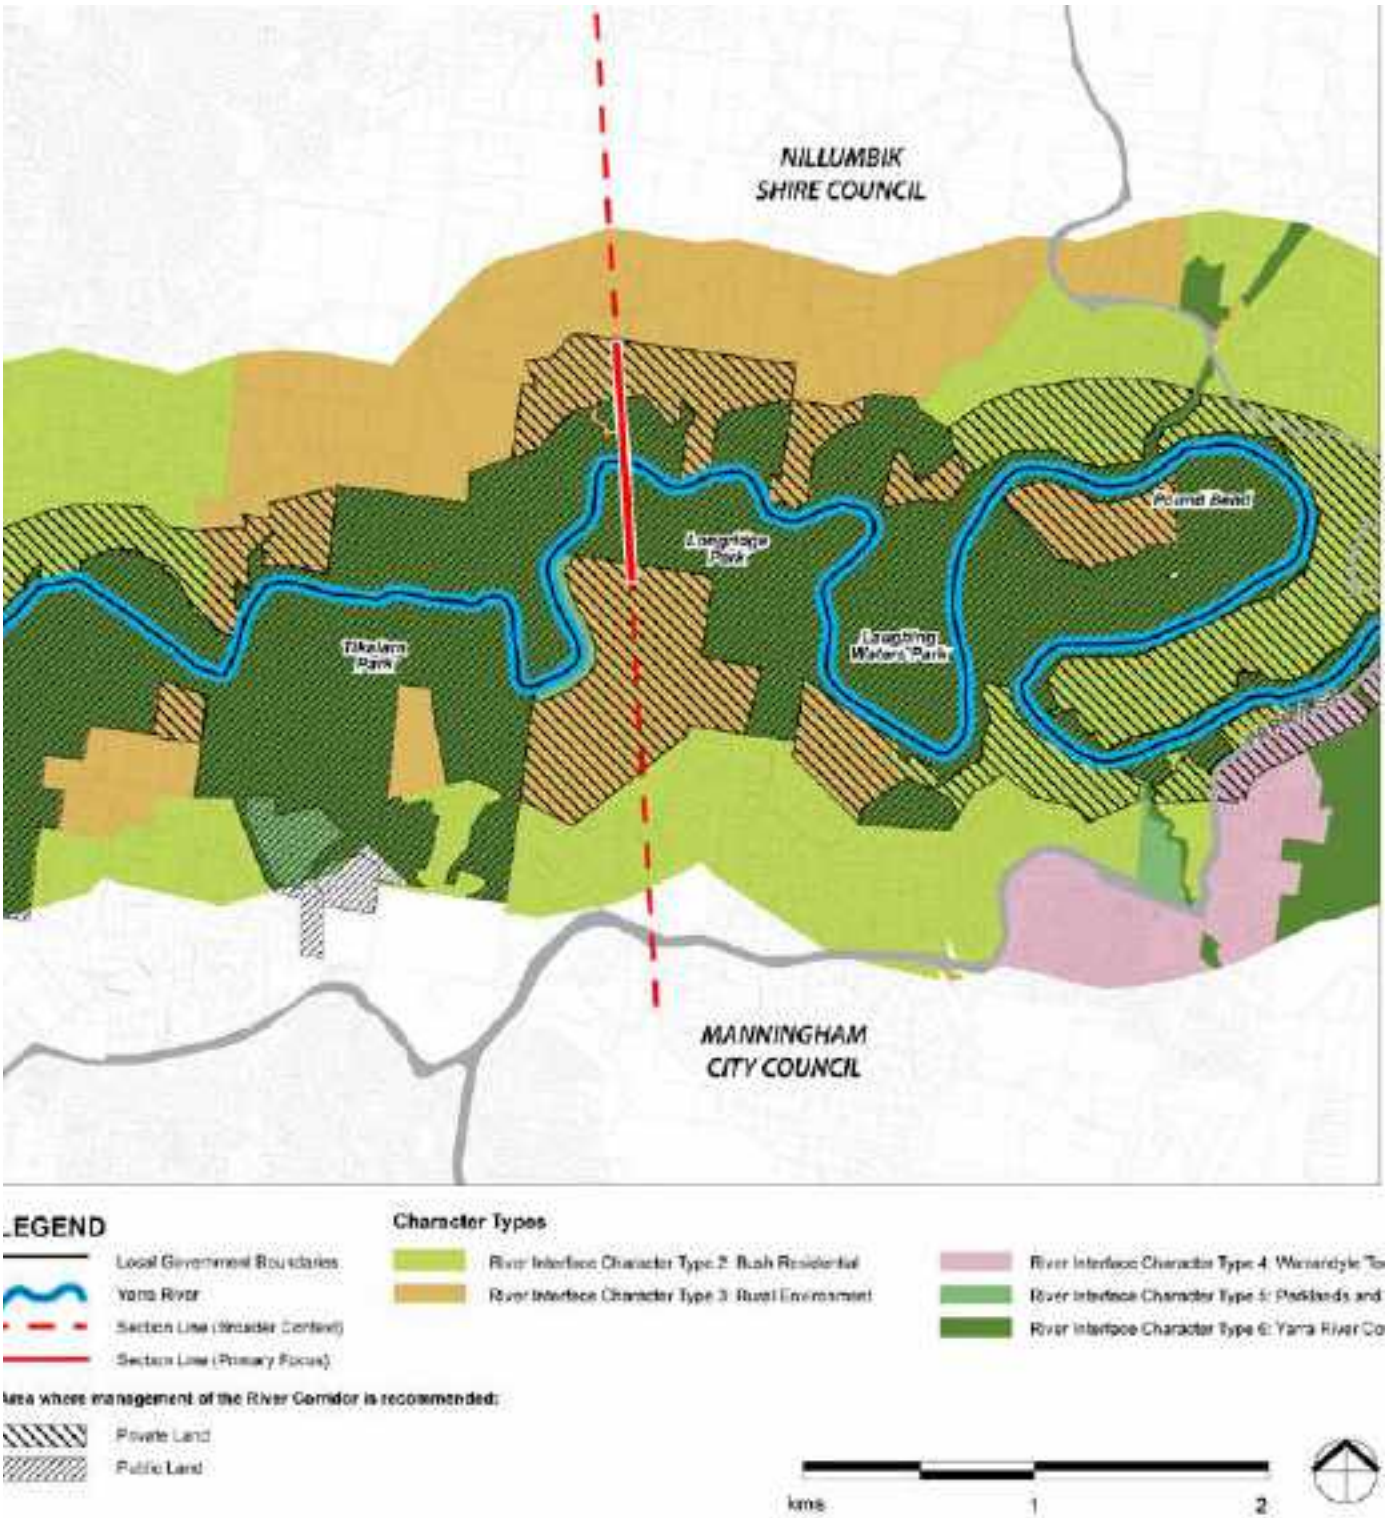 NILLUMBIK
SHIRE COUNCIL
Pound Bend
Longridge
Park
Laughing
Waters Park
Tikalara
Park
MANNINGHAM
CITY COUNCIL
LEGEND
Local Government Boundaries
Yarra River
Section Line (Broader Context)
Section Line (Primary Focus)
Area where management of the River Corridor is recommended:
Private Land
Public Land
Character Types
River Interface Character Type 2: Bush Residential
River Interface Character Type 3: Rural Environment
River Interface Character Type 4: Warrandyte To
River Interface Character Type 5: Parklands and
River Interface Character Type 6: Yarra River Co
kms 1 2